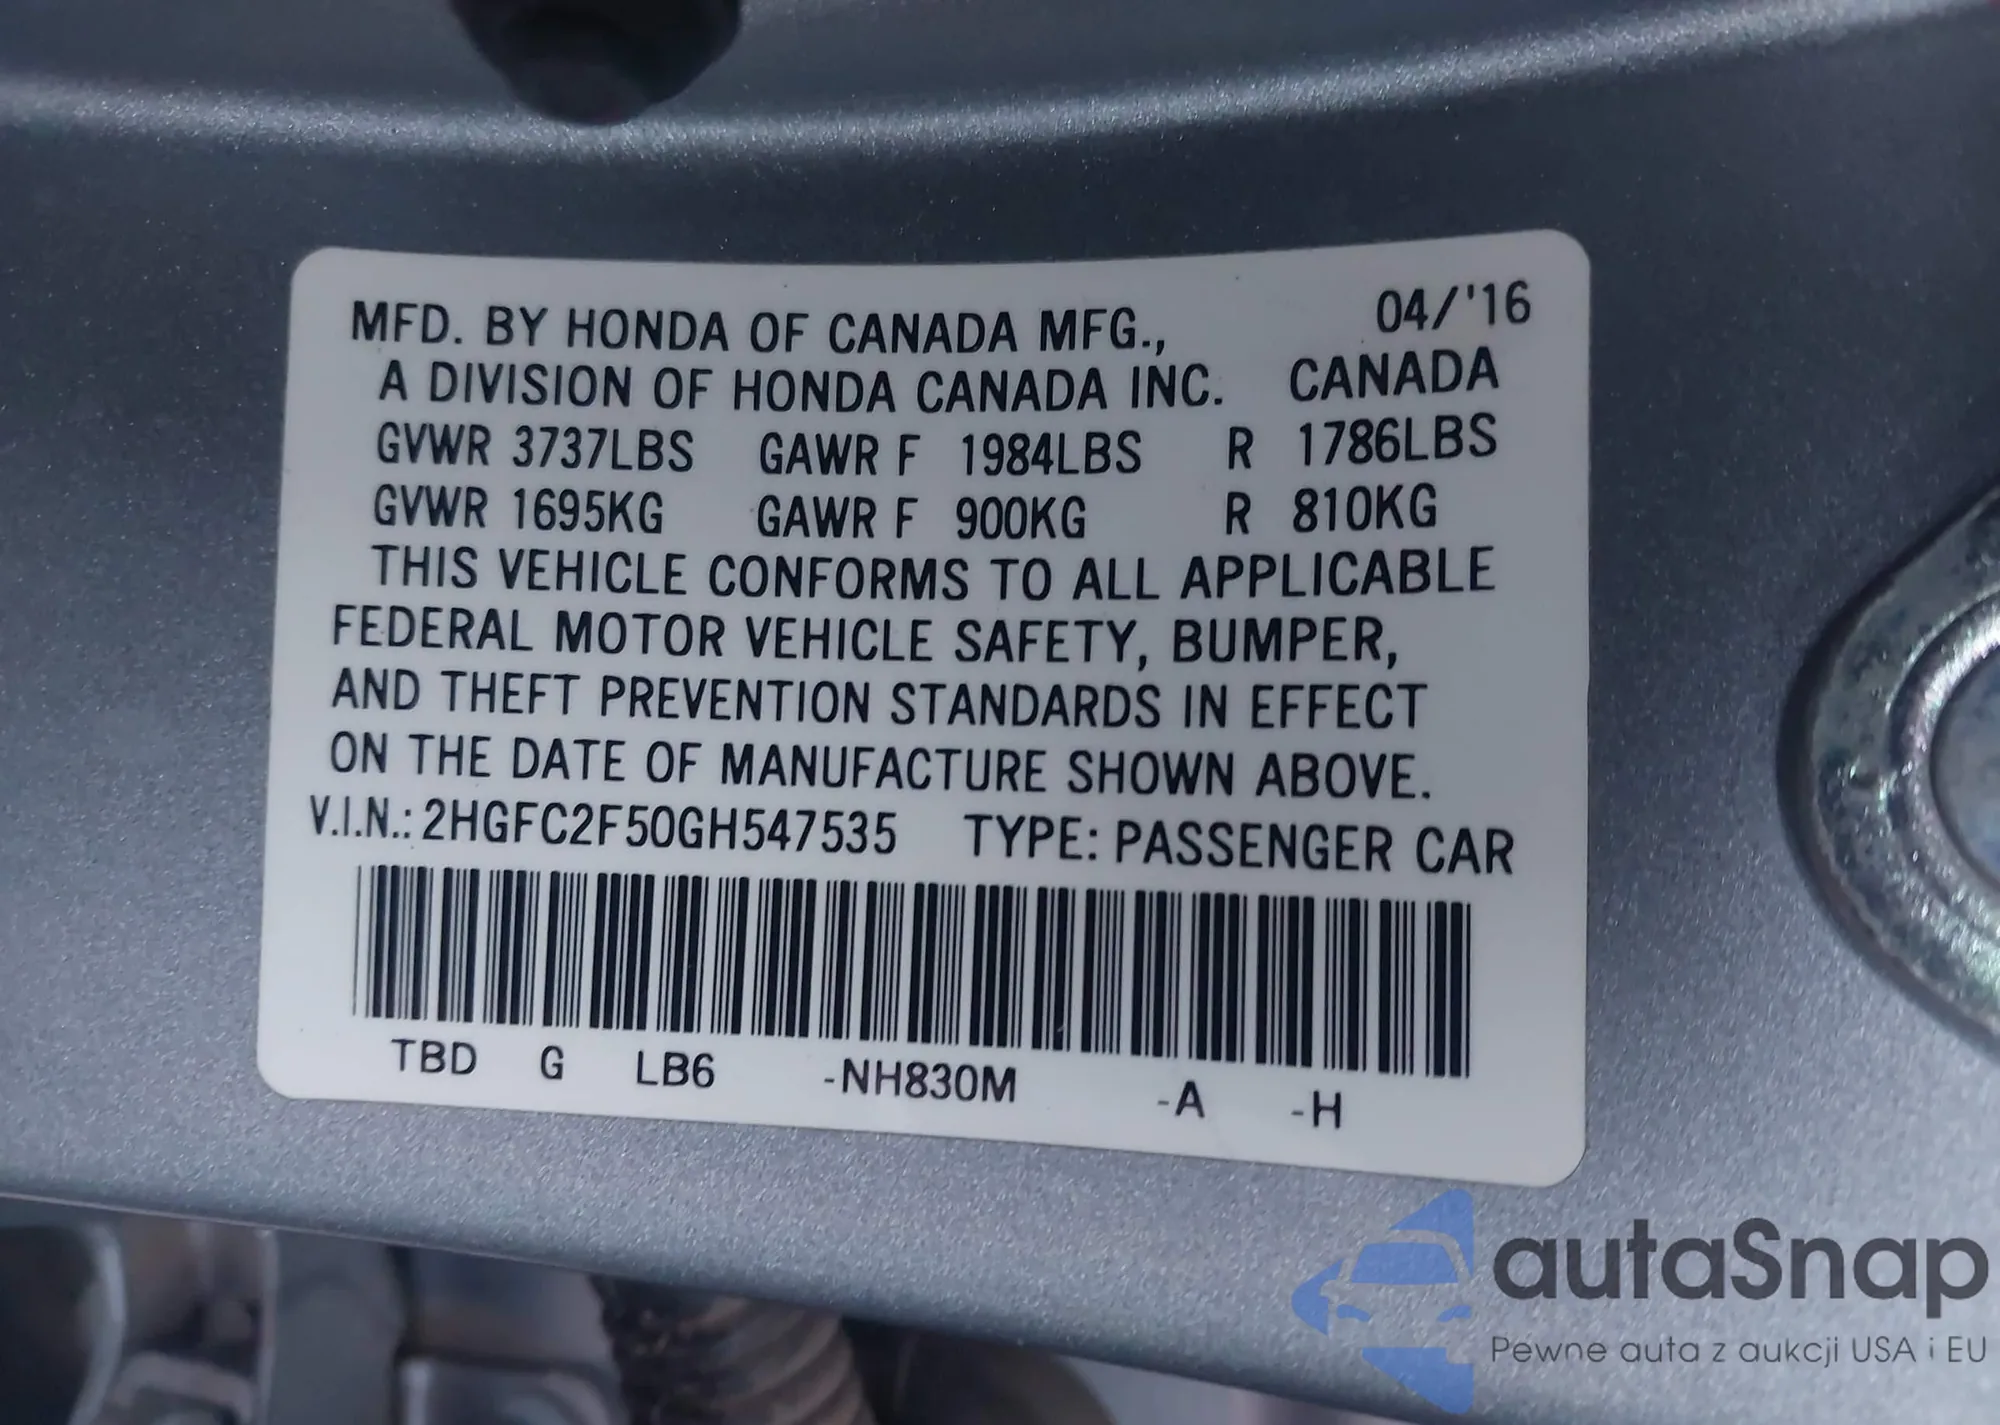 04/'16
MFD. BY HONDA OF CANADA MFG.,
A DIVISION OF HONDA CANADA INC. CANADA
GVWR 3737LBS GAWR F 1984LBS R 1786LBS
GVWR 1695KG GAWR F 900KG R 810KG
THIS VEHICLE CONFORMS TO ALL APPLICABLE
FEDERAL MOTOR VEHICLE SAFETY, BUMPER,
AND THEFT PREVENTION STANDARDS IN EFFECT
ON THE DATE OF MANUFACTURE SHOWN ABOVE.
V.I.N.: 2HGFC2F50GH547535 TYPE: PASSENGER CAR
TBD G LB6 -NH830M -A -H
autaSnap
Pewne auta z aukcji USA i EU